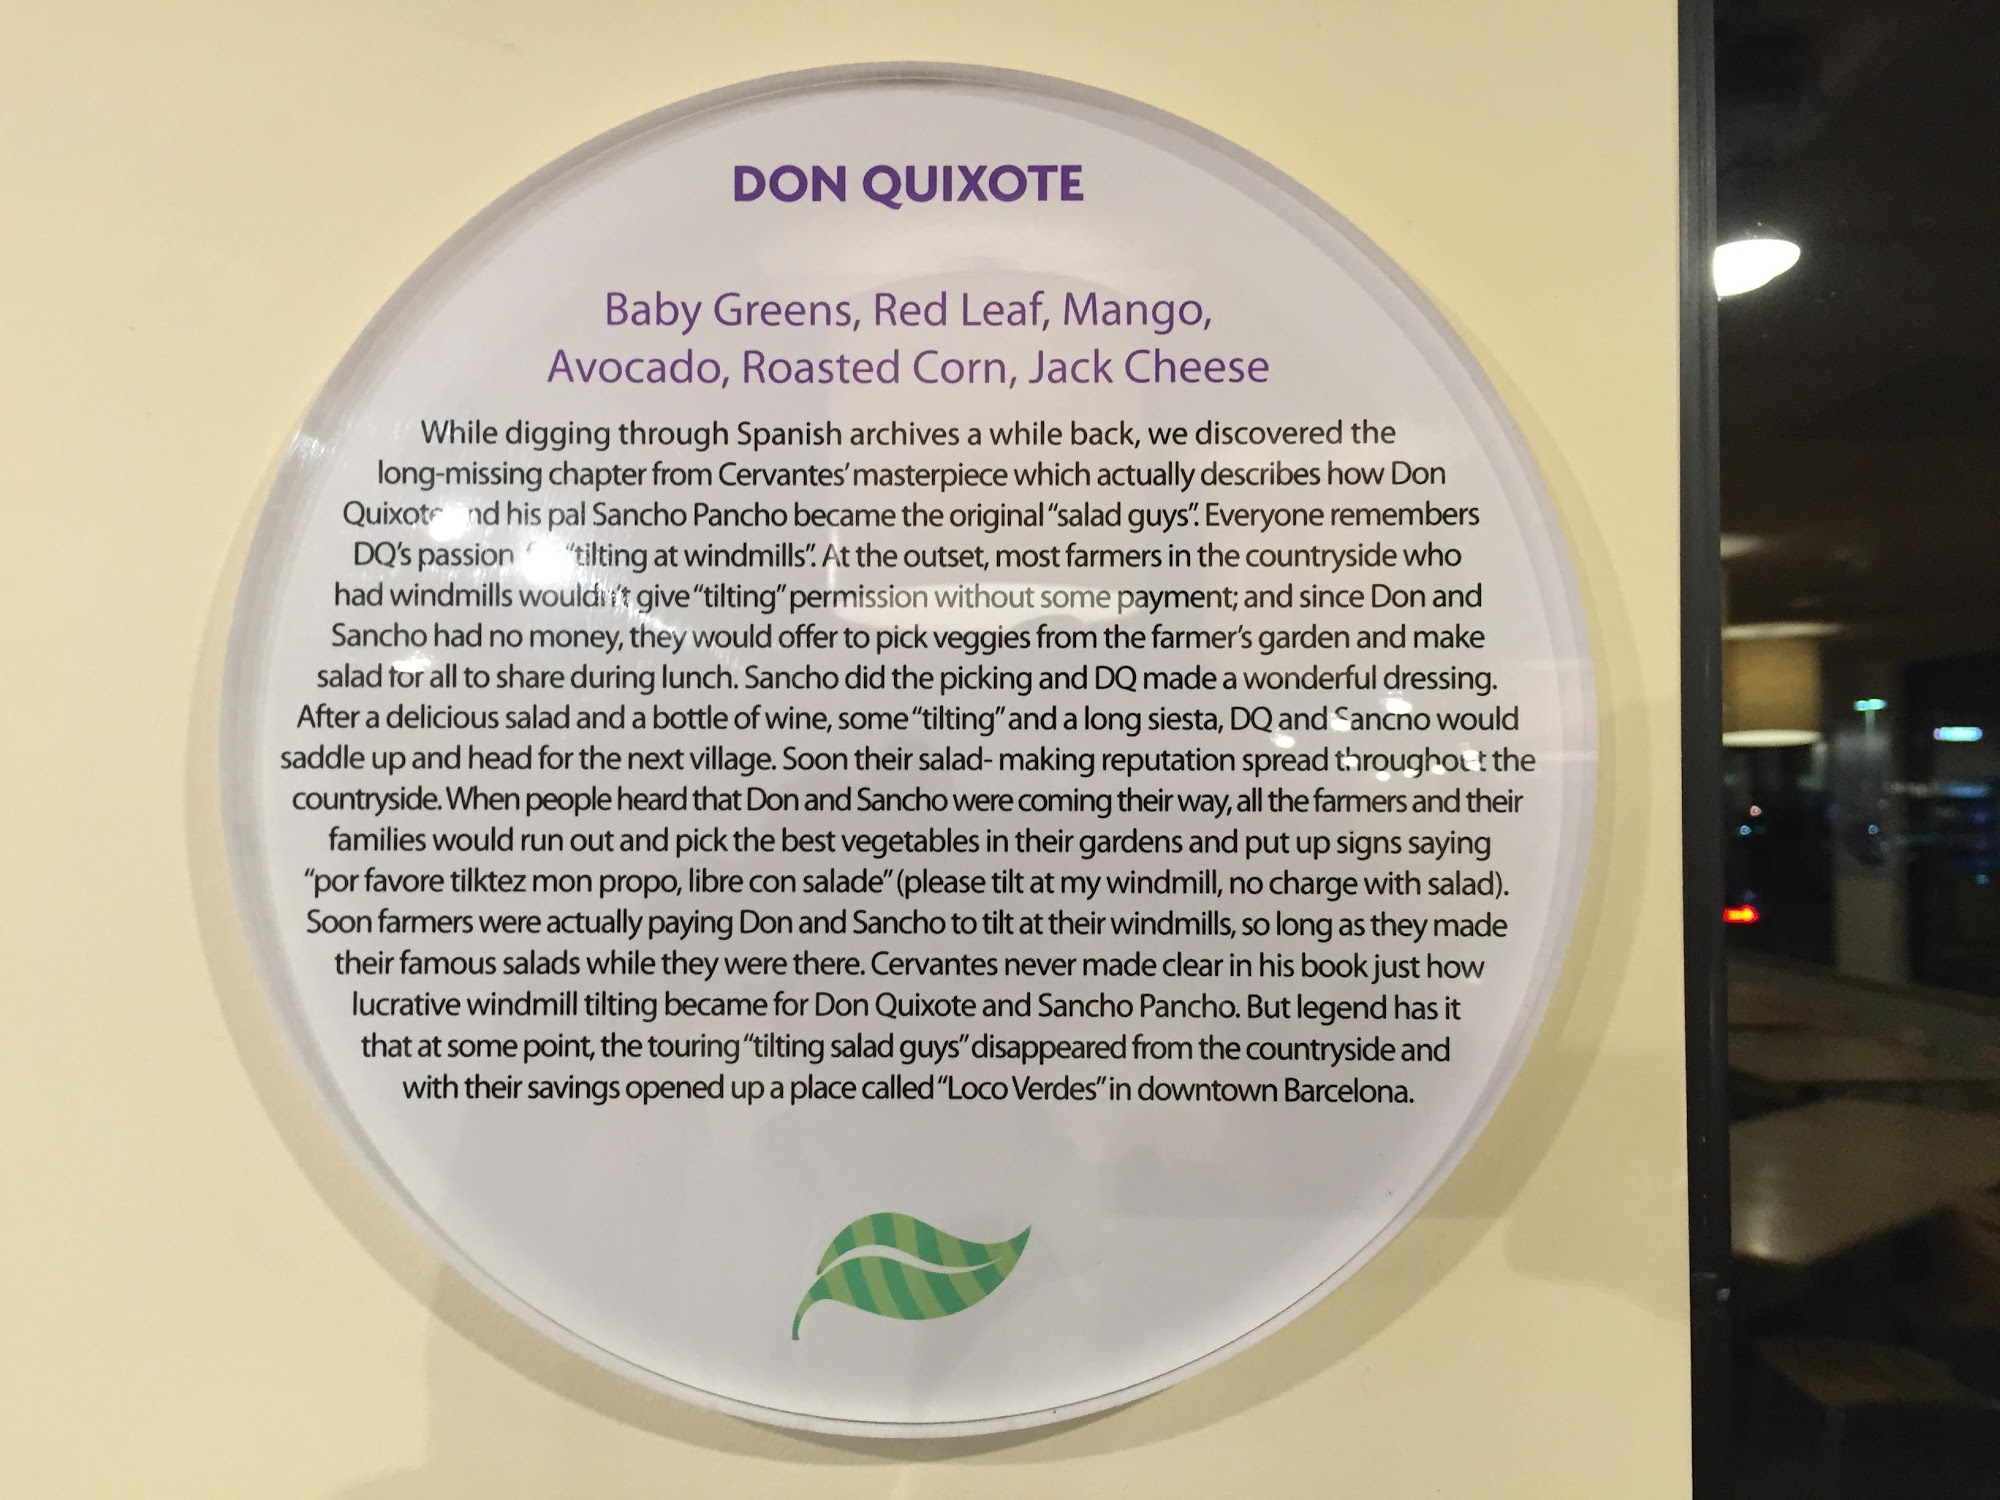 DON QUIXOTE
Baby Greens, Red Leaf, Mango,
Avocado, Roasted Corn, Jack Cheese
While digging through Spanish archives a while back, we discovered the
long-missing chapter from Cervantes' masterpiece which actually describes how Don
Quixote and his pal Sancho Pancho became the original "salad guys". Everyone remembers
DQ's passion "tilting at windmills". At the outset, most farmers in the countryside who
had windmills wouldn't give "tilting" permission without some payment; and since Don and
Sancho had no money, they would offer to pick veggies from the farmer's garden and make
salad for all to share during lunch. Sancho did the picking and DQ made a wonderful dressing.
After a delicious salad and a bottle of wine, some "tilting" and a long siesta, DQ and Sancho would
saddle up and head for the next village. Soon their salad- making reputation spread throughout the
countryside. When people heard that Don and Sancho were coming their way, all the farmers and their
families would run out and pick the best vegetables in their gardens and put up signs saying
"por favore tilktez mon propo, libre con salade" (please tilt at my windmill, no charge with salad).
Soon farmers were actually paying Don and Sancho to tilt at their windmills, so long as they made
their famous salads while they were there. Cervantes never made clear in his book just how
lucrative windmill tilting became for Don Quixote and Sancho Pancho. But legend has it
that at some point, the touring "tilting salad guys" disappeared from the countryside and
with their savings opened up a place called "Loco Verdes" in downtown Barcelona.